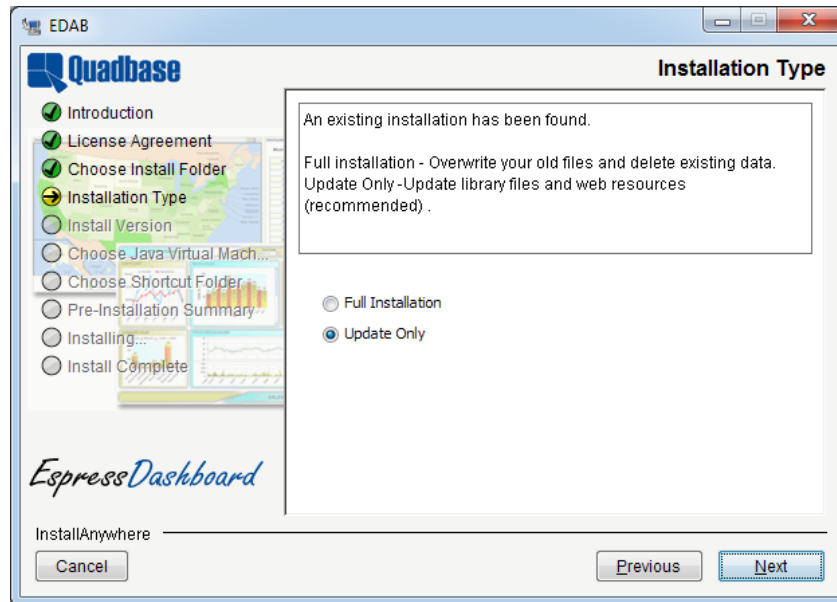 EDAB
Quadbase
Installation Type
Introduction
License Agreement
Choose Install Folder
Installation Type
Install Version
Choose Java Virtual Mach...
Choose Shortcut Folder
Pre-Installation Summary
Installing...
Install Complete
An existing installation has been found.
Full installation - Overwrite your old files and delete existing data.
Update Only -Update library files and web resources
(recommended) .
Full Installation
Update Only
EspressDashboard
InstallAnywhere
Cancel
Previous
Next